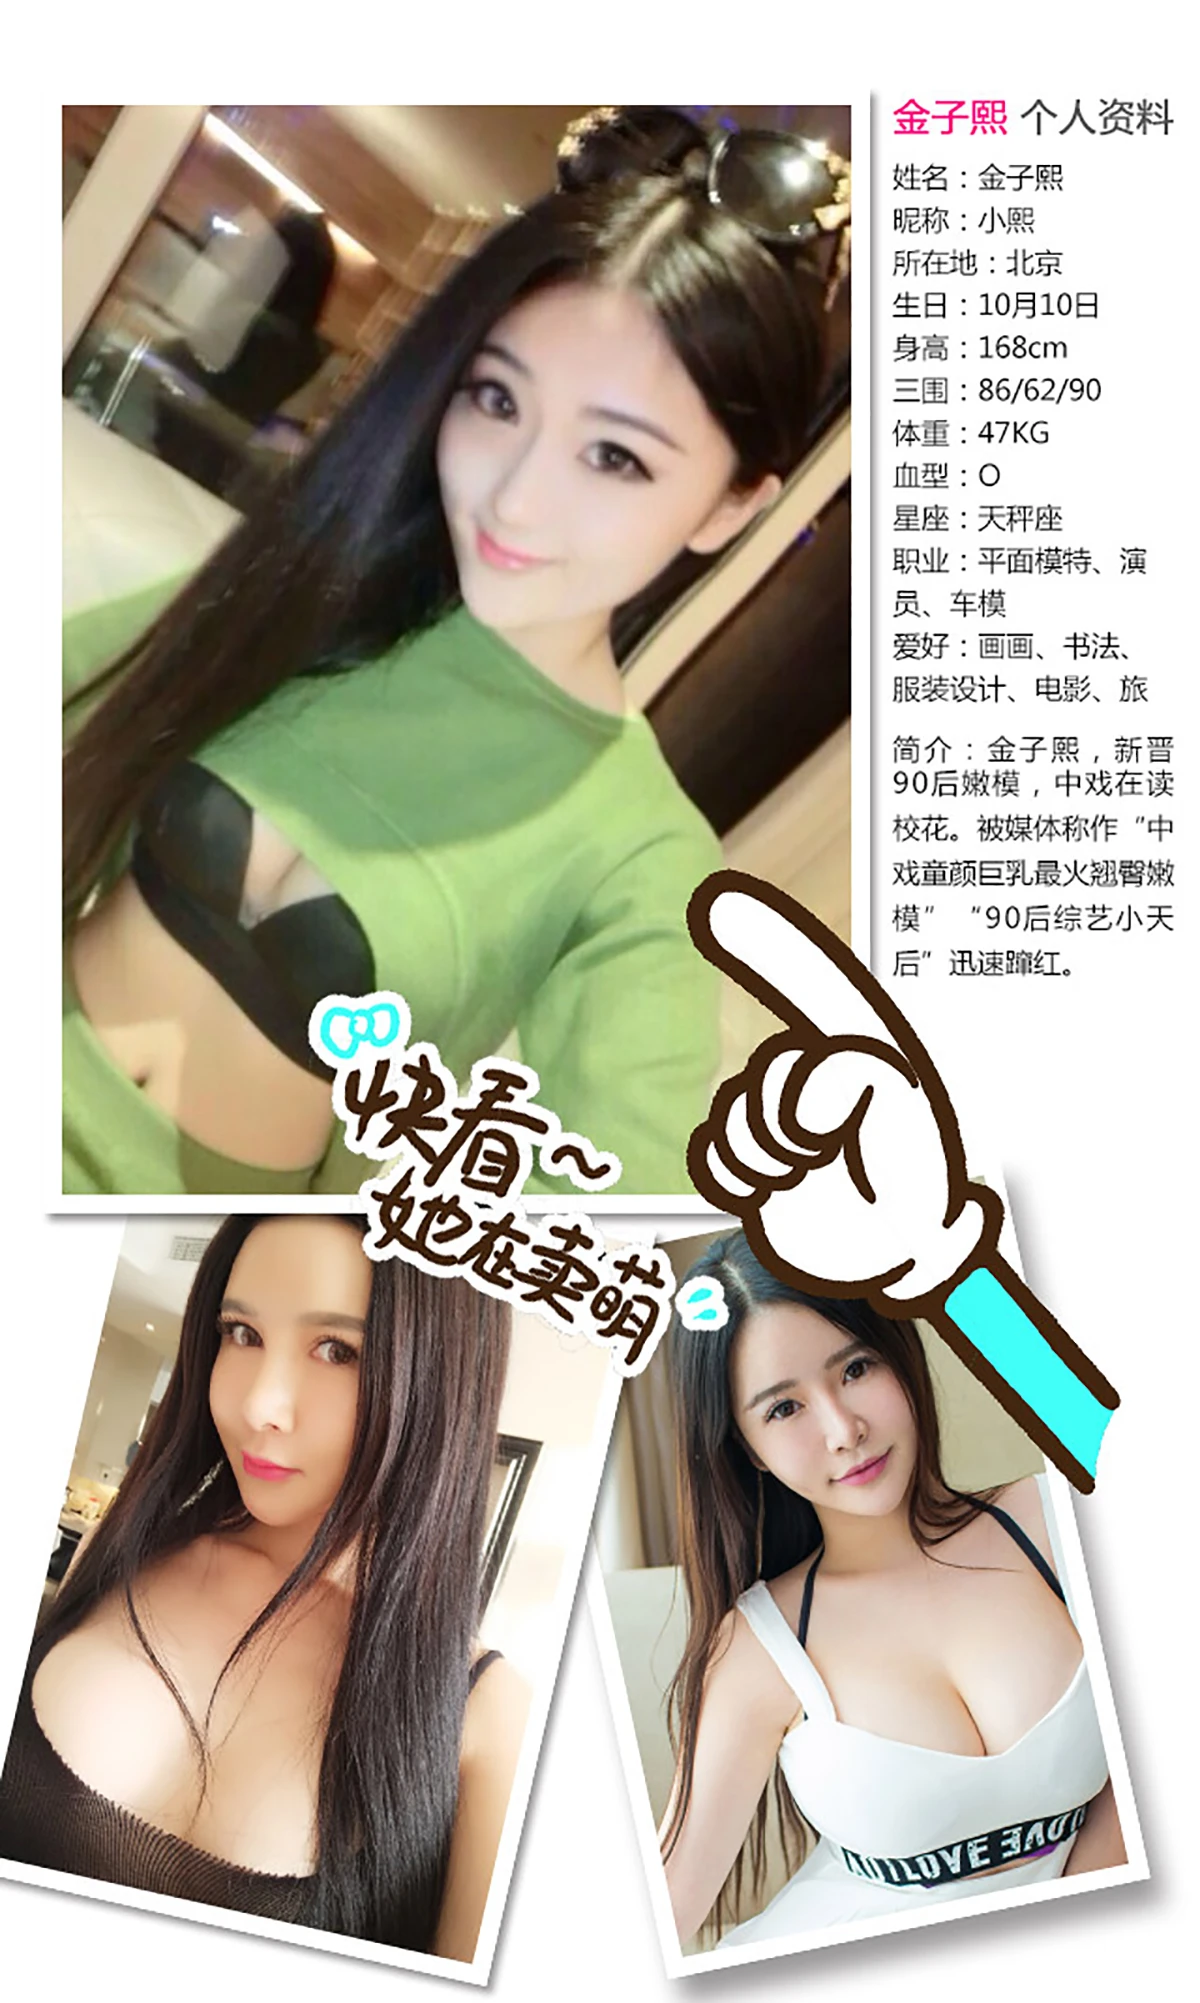 金子熙 个人资料
姓名：金子熙
昵称：小熙
所在地：北京
生日：10月10日
身高：168cm
三围：86/62/90
体重：47KG
血型：O
星座：天秤座
职业：平面模特、演
员、车模
爱好：画画、书法、
服装设计、电影、旅
简介：金子熙，新晋
90后嫩模，中戏在读
校花。被媒体称作“中
戏童颜巨乳最火翘臀嫩
模”“90后综艺小天
后”迅速蹿红。
快看~
她在卖萌
LOVE